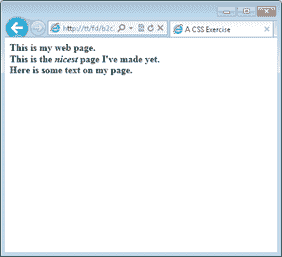 http://tt/fd/b2c
A CSS Exercise
This is my web page.
This is the nicest page I've made yet.
Here is some text on my page.